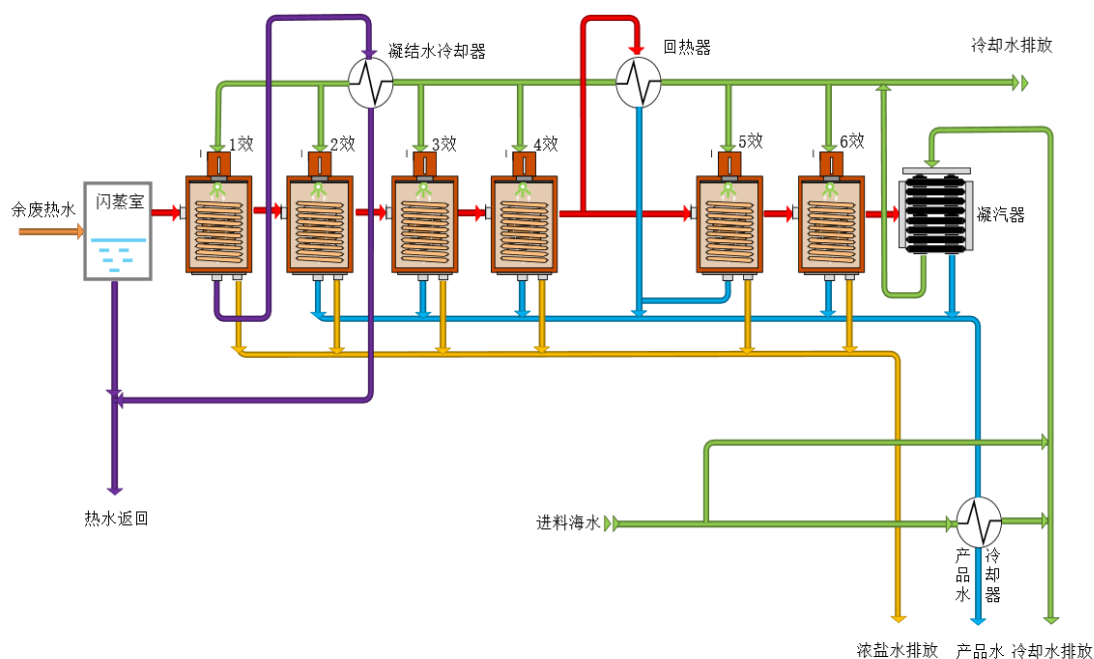 凝结水冷却器
回热器
冷却水排放
1效
2效
3效
4效
5效
6效
余废热水
闪蒸室
凝汽器
热水返回
进料海水
产品水
冷却器
浓盐水排放
产品水
冷却水排放